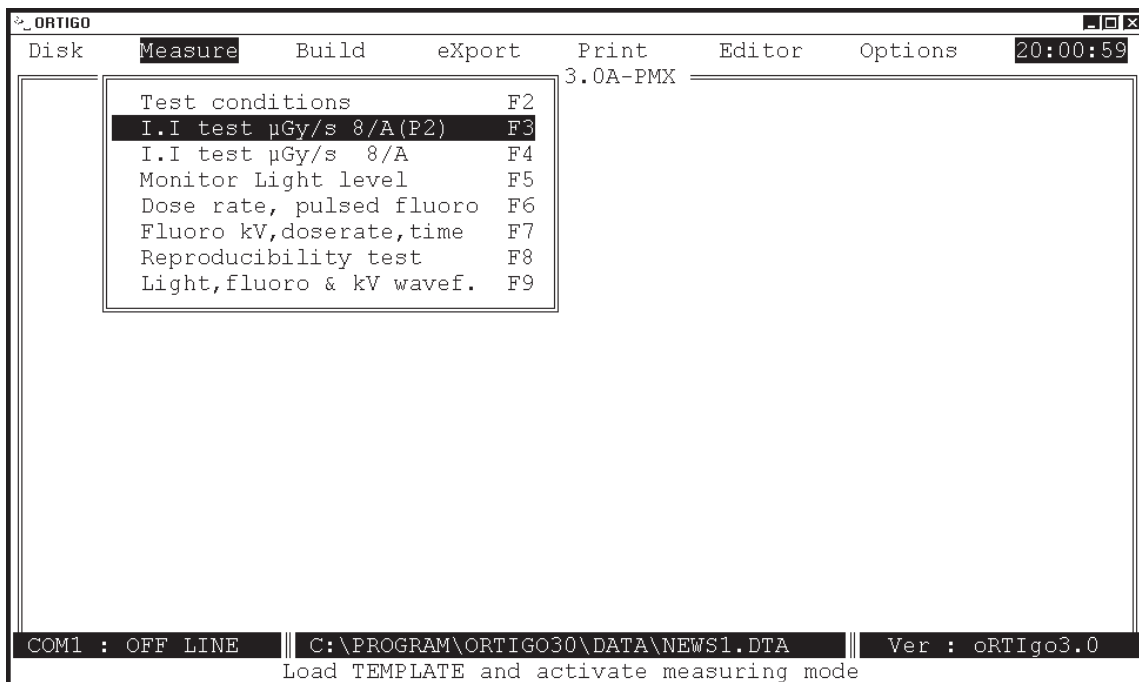 ORTIGO
Disk Measure Build eXport Print Editor Options 20:00:59
3.0A-PMX
Test conditions F2
I.I test µGy/s 8/A(P2) F3
I.I test µGy/s 8/A F4
Monitor Light level F5
Dose rate, pulsed fluoro F6
Fluoro kV,doserate,time F7
Reproducibility test F8
Light,fluoro & kV wavef. F9
COM1 : OFF LINE C:\PROGRAM\ORTIGO30\DATA\NEWS1.DTA Ver : oRTIgo3.0
Load TEMPLATE and activate measuring mode